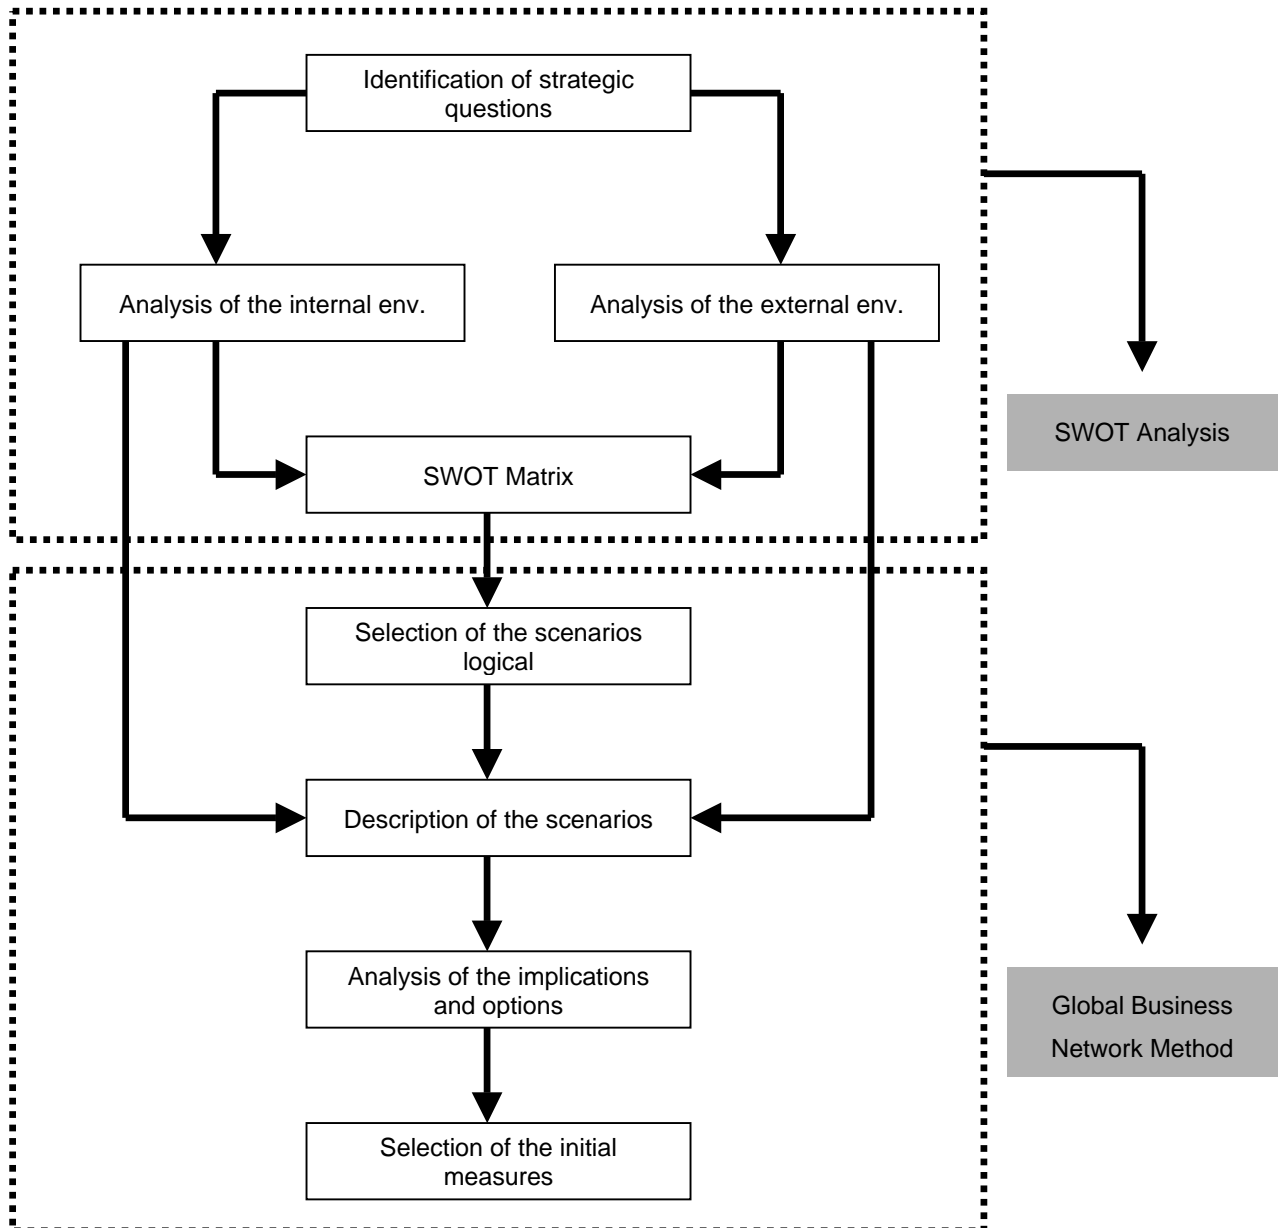 Identification of strategic
questions
Analysis of the internal env.
Analysis of the external env.
SWOT Analysis
SWOT Matrix
Selection of the scenarios
logical
Description of the scenarios
Analysis of the implications
and options
Global Business
Network Method
Selection of the initial
measures